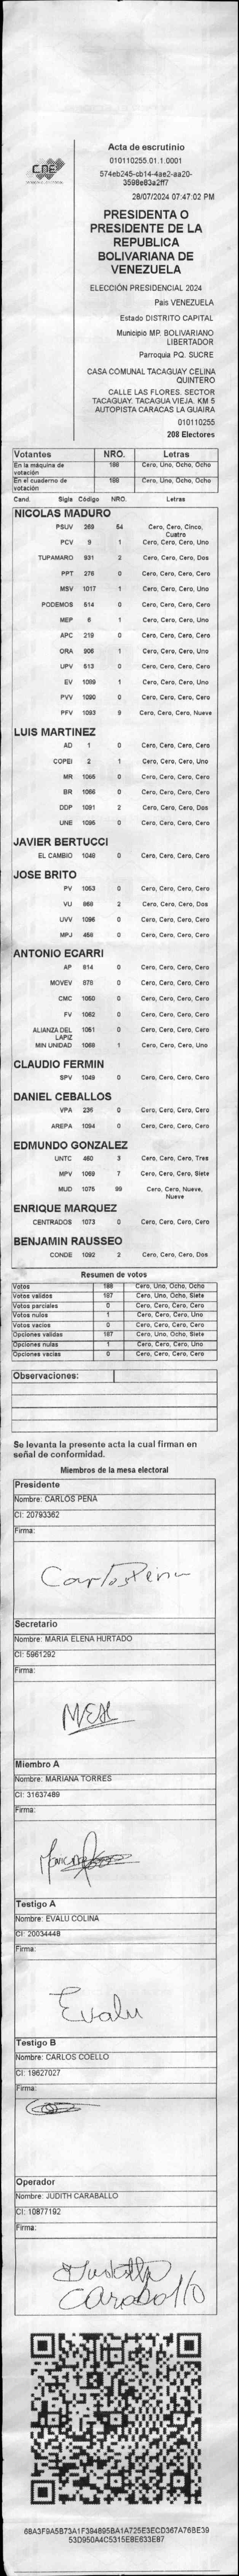 CNE
Acta de escrutinio
010110255.01.1.0001
574eb245-cb14-4ae2-aa20-
3598e83a2ff7
28/07/2024 07:47:02 PM
PRESIDENTA O
PRESIDENTE DE LA
REPUBLICA
BOLIVARIANA DE
VENEZUELA
ELECCIÓN PRESIDENCIAL 2024
Pais VENEZUELA
Estado DISTRITO CAPITAL
Municipio MP. BOLIVARIANO
LIBERTADOR
Parroquia PQ. SUCRE
CASA COMUNAL TACAGUAY CELINA
QUINTERO
CALLE LAS FLORES. SECTOR
TACAGUAY. TACAGUA VIEJA. KM 5
AUTOPISTA CARACAS LA GUAIRA
010110255
208 Electores
Votantes NRO. Letras
En la máquina de votación 188 Cero, Uno, Ocho, Ocho
En el cuaderno de votación 188 Cero, Uno, Ocho, Ocho
Cand. Sigla Código NRO. Letras
NICOLAS MADURO
PSUV 269 54 Cero, Cero, Cinco, Cuatro
PCV 9 1 Cero, Cero, Cero, Uno
TUPAMARO 931 2 Cero, Cero, Cero, Dos
PPT 276 0 Cero, Cero, Cero, Cero
MSV 1017 1 Cero, Cero, Cero, Uno
PODEMOS 514 0 Cero, Cero, Cero, Cero
MEP 6 1 Cero, Cero, Cero, Uno
APC 219 0 Cero, Cero, Cero, Cero
ORA 906 1 Cero, Cero, Cero, Uno
UPV 513 0 Cero, Cero, Cero, Cero
EV 1099 1 Cero, Cero, Cero, Uno
PVV 1090 0 Cero, Cero, Cero, Cero
PFV 1093 9 Cero, Cero, Cero, Nueve
LUIS MARTINEZ
AD 1 0 Cero, Cero, Cero, Cero
COPEI 2 1 Cero, Cero, Cero, Uno
MR 1065 0 Cero, Cero, Cero, Cero
BR 1066 0 Cero, Cero, Cero, Cero
DDP 1091 2 Cero, Cero, Cero, Dos
UNE 1095 0 Cero, Cero, Cero, Cero
JAVIER BERTUCCI
EL CAMBIO 1048 0 Cero, Cero, Cero, Cero
JOSE BRITO
PV 1053 0 Cero, Cero, Cero, Cero
VU 868 2 Cero, Cero, Cero, Dos
UVV 1096 0 Cero, Cero, Cero, Cero
MPJ 458 0 Cero, Cero, Cero, Cero
ANTONIO ECARRI
AP 814 0 Cero, Cero, Cero, Cero
MOVEV 878 0 Cero, Cero, Cero, Cero
CMC 1050 0 Cero, Cero, Cero, Cero
FV 1062 0 Cero, Cero, Cero, Cero
ALIANZA DEL LAPIZ 1051 0 Cero, Cero, Cero, Cero
MIN UNIDAD 1068 1 Cero, Cero, Cero, Uno
CLAUDIO FERMIN
SPV 1049 0 Cero, Cero, Cero, Cero
DANIEL CEBALLOS
VPA 236 0 Cero, Cero, Cero, Cero
AREPA 1094 0 Cero, Cero, Cero, Cero
EDMUNDO GONZALEZ
UNTC 460 3 Cero, Cero, Cero, Tres
MPV 1069 7 Cero, Cero, Cero, Siete
MUD 1075 99 Cero, Cero, Nueve, Nueve
ENRIQUE MARQUEZ
CENTRADOS 1073 0 Cero, Cero, Cero, Cero
BENJAMIN RAUSSEO
CONDE 1092 2 Cero, Cero, Cero, Dos
Resumen de votos
Votos 188 Cero, Uno, Ocho, Ocho
Votos validos 187 Cero, Uno, Ocho, Siete
Votos parciales 0 Cero, Cero, Cero, Cero
Votos nulos 1 Cero, Cero, Cero, Uno
Votos vacios 0 Cero, Cero, Cero, Cero
Opciones validas 187 Cero, Uno, Ocho, Siete
Opciones nulas 1 Cero, Cero, Cero, Uno
Opciones vacias 0 Cero, Cero, Cero, Cero
Observaciones:
Se levanta la presente acta la cual firman en
señal de conformidad.
Miembros de la mesa electoral
Presidente
Nombre: CARLOS PEÑA
CI: 20793362
Firma:
Carlos Peña
Secretario
Nombre: MARIA ELENA HURTADO
CI: 5961292
Firma:
MEH
Miembro A
Nombre: MARIANA TORRES
CI: 31637489
Firma:
Testigo A
Nombre: EVALU COLINA
CI: 20034448
Firma:
Evalu
Testigo B
Nombre: CARLOS COELLO
CI: 19627027
Firma:
Operador
Nombre: JUDITH CARABALLO
CI: 10877192
Firma:
Judith
Caraballo
68A3F9A5B73A1F394895BA1A725E3ECD367A76BE39
53D950A4C5315E8E633E87